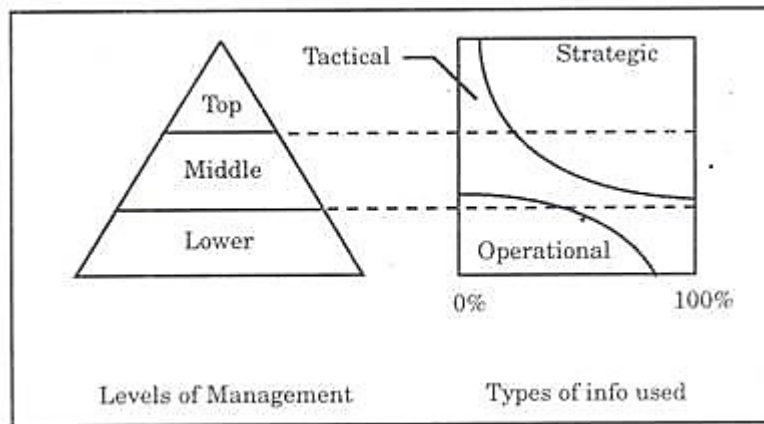 Tactical
Strategic
Top
Middle
Lower
Operational
0%
100%
Levels of Management
Types of info used